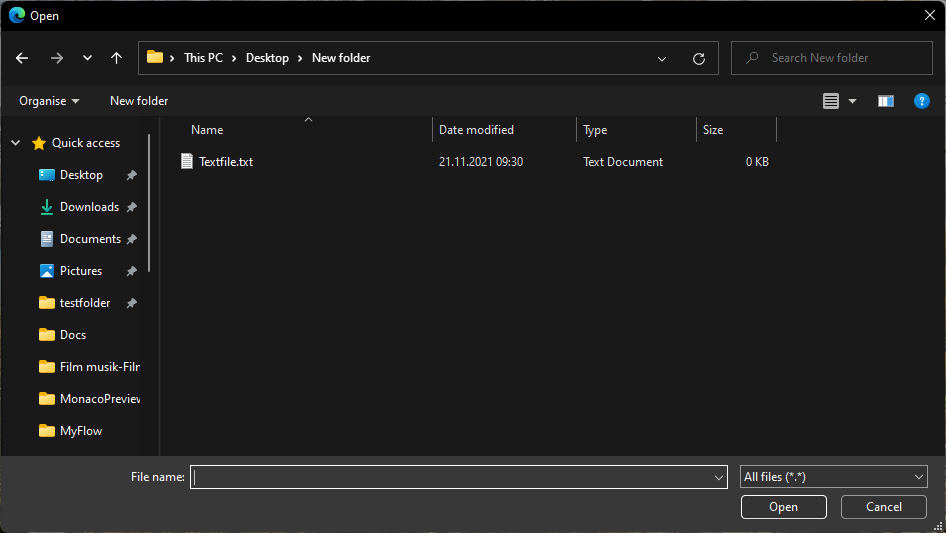 Open
This PC > Desktop > New folder
Search New folder
Organise New folder
?
Name Date modified Type Size
Textfile.txt 21.11.2021 09:30 Text Document 0 KB
Quick access
Desktop
Downloads
Documents
Pictures
testfolder
Docs
Film musik-Film
MonacoPreview
MyFlow
File name: All files (*.*)
Open Cancel